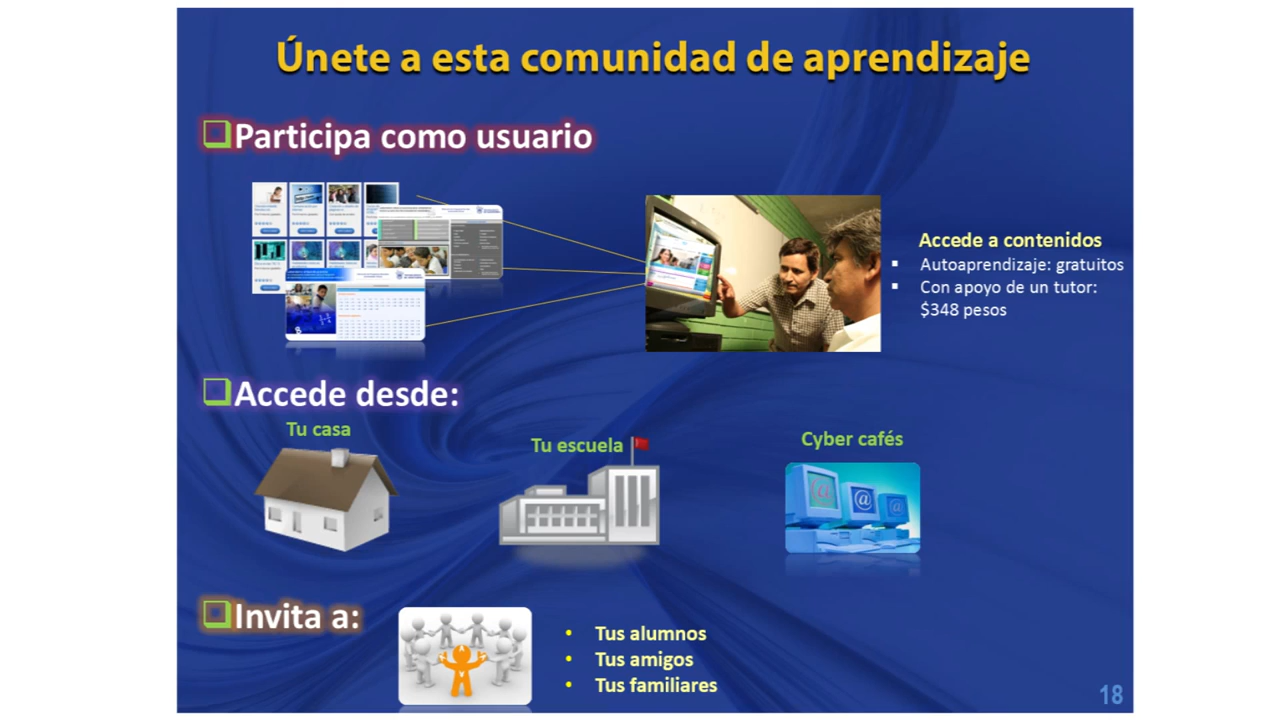 Únete a esta comunidad de aprendizaje
Participa como usuario
Accede a contenidos
Autoaprendizaje: gratuitos
Con apoyo de un tutor:
$348 pesos
Accede desde:
Tu casa
Tu escuela
Cyber cafés
@
@
@
Invita a:
Tus alumnos
Tus amigos
Tus familiares
18